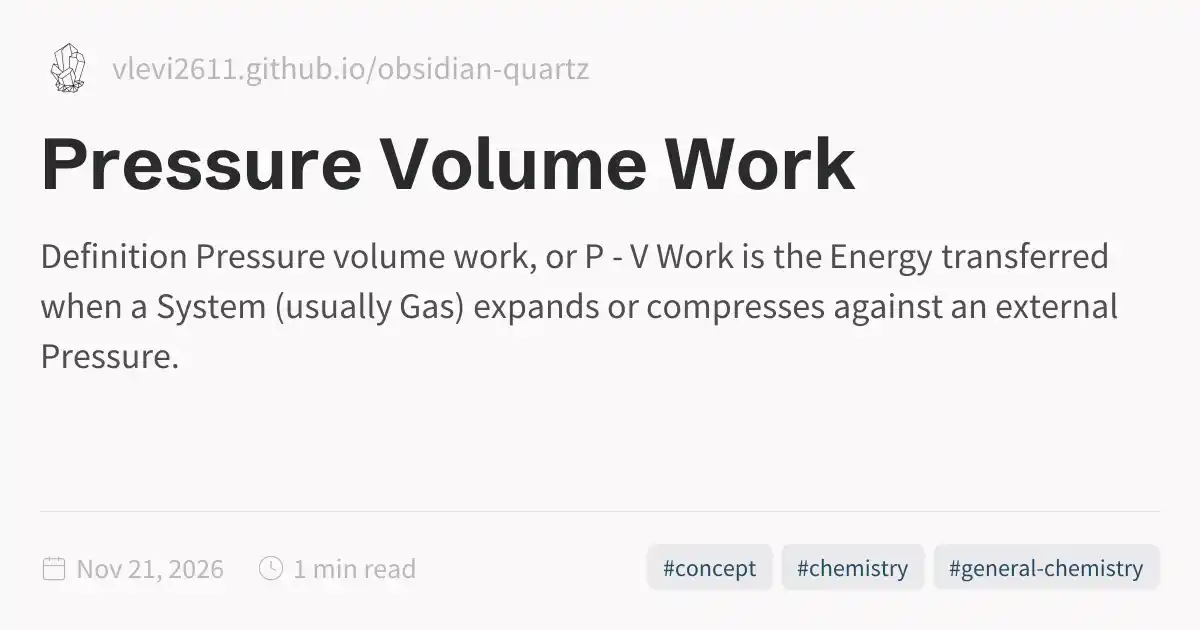 vlevi2611.github.io/obsidian-quartz
Pressure Volume Work
Definition Pressure volume work, or P - V Work is the Energy transferred
when a System (usually Gas) expands or compresses against an external
Pressure.
Nov 21, 2026 1 min read #concept #chemistry #general-chemistry